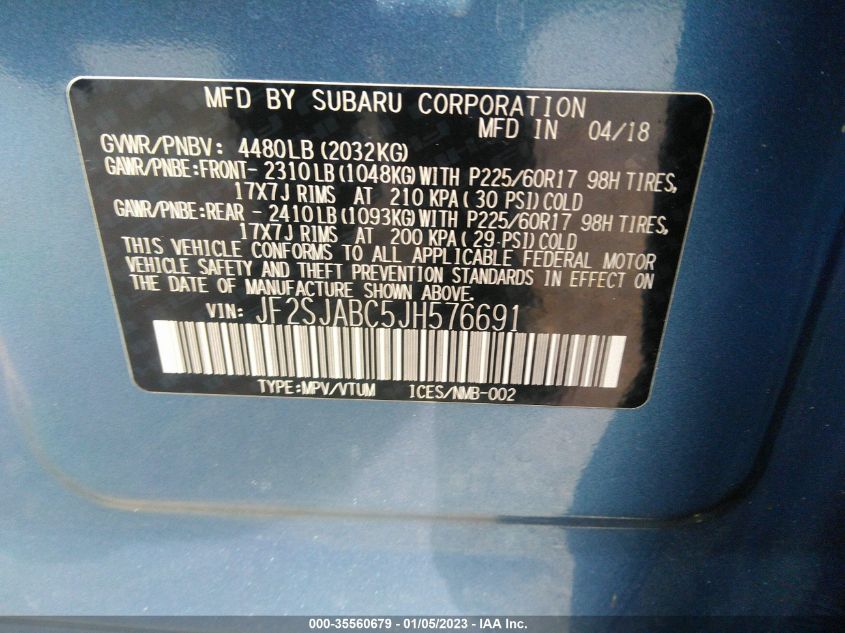 MFD BY SUBARU CORPORATION
MFD IN 04/18
GVWR/PNBV: 4480LB (2032KG)
GAWR/PNBE:FRONT- 2310LB (1048KG) WITH P225/60R17 98H TIRES,
17X7J RIMS AT 210 KPA ( 30 PSI) COLD
GAWR/PNBE:REAR - 2410LB (1093KG) WITH P225/60R17 98H TIRES,
17X7J RIMS AT 200 KPA ( 29 PSI) COLD
THIS VEHICLE CONFORMS TO ALL APPLICABLE FEDERAL MOTOR
VEHICLE SAFETY AND THEFT PREVENTION STANDARDS IN EFFECT ON
THE DATE OF MANUFACTURE SHOWN ABOVE.
VIN: JF2SJABC5JH576691
TYPE:MPV/VTUM ICES/NMB-002
000-35560679 - 01/05/2023 - IAA Inc.